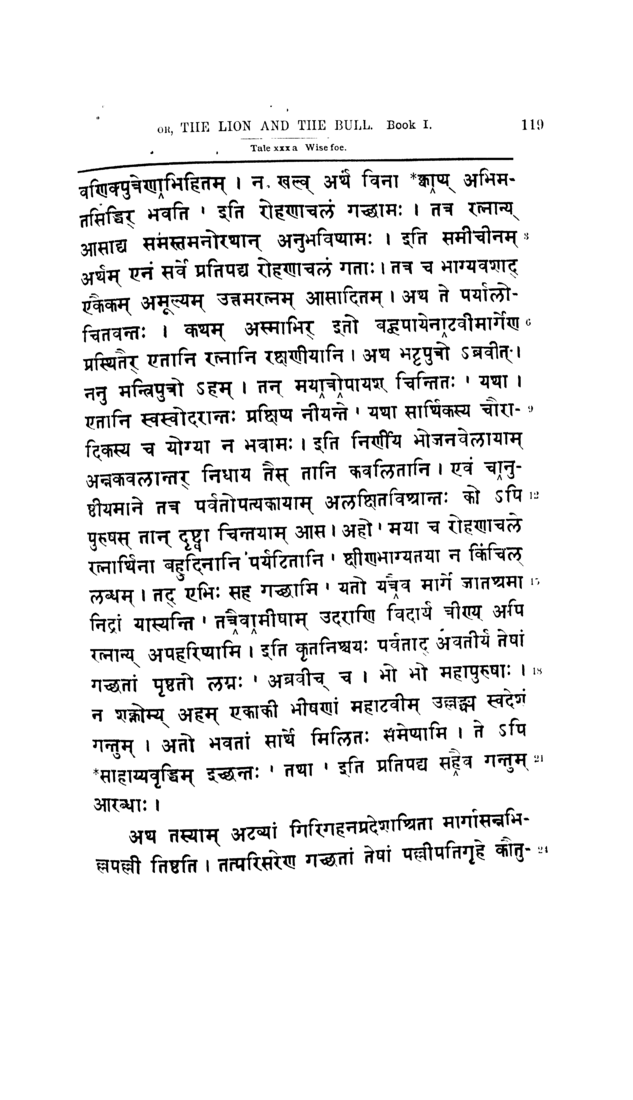 OR, THE LION AND THE BULL. Book I. 119
Tale xxx a Wise foe.
वणिक्पुत्रेणाभिहितम् । न खल्व् अर्थं विना *क्वाप्य् अभिम-
तसिद्धिर् भवति ' इति रोहणाचलं गच्छामः । तत्र रत्नान्य्
आसाद्य समस्तमनोरथान् अनुभविष्यामः । इति समीचीनम् 3
अर्थम् एनं सर्वे प्रतिपद्य रोहणाचलं गताः । तत्र च भाग्यवशाद्
एकैकम् अमूल्यम् उत्तमरत्नम् आसादितम् । अथ ते पर्यालो-
चितवन्तः । कथम् अस्माभिर् इतो बह्वपायेनाटवीमार्गेण 6
प्रस्थितैर् एतानि रत्नानि रक्षणीयानि । अथ भट्टपुत्रो ऽब्रवीत् ।
ननु मन्त्रिपुत्रो ऽहम् । तन् मयात्रोपायश् चिन्तितः ' यथा ।
एतानि स्वस्वोदरान्तः प्रक्षिप्य नीयन्ते ' यथा सार्थिकस्य चौरा- 9
दिकस्य च योग्या न भवामः । इति निर्णीय भोजनवेलायाम्
अन्नकवलान्तर् निधाय तैस् तानि कवलितानि । एवं चानु-
ष्ठीयमाने तत्र पर्वतोपत्यकायाम् अलक्षितविश्रान्तः को ऽपि 12
पुरुषस् तान् दृष्ट्वा चिन्तयाम् आस । अहो ' मया च रोहणाचले
रत्नार्थिना बहुदिनानि पर्यटितानि ' क्षीणभाग्यतया न किंचिल्
लब्धम् । तद् एभिः सह गच्छामि ' यतो यत्रैव मार्गे जातश्रमा 15
निद्रां यास्यन्ति ' तत्रैवामीषाम् उदराणि विदार्य त्रीण्य् अपि
रत्नान्य् अपहरिष्यामि । इति कृतनिश्चयः पर्वताद् अवतीर्य तेषां
गच्छतां पृष्ठतो लग्नः ' अब्रवीच् च । भो भो महापुरुषाः । 18
न शक्नोम्य् अहम् एकाकी भीषणां महाटवीम् उल्लङ्घ्य स्वदेशं
गन्तुम् । अतो भवतां सार्थे मिलितः समेष्यामि । ते ऽपि
*साहाय्यवृद्धिम् इच्छन्तः ' तथा ' इति प्रतिपद्य सहैव गन्तुम् 21
आरब्धाः ।
अथ तस्याम् अटव्यां गिरिगहनप्रदेशाश्रिता मार्गासन्नभि-
ल्लपल्ली तिष्ठति । तत्परिसरेण गच्छतां तेषां पल्लीपतिगृहे कौतु- 24